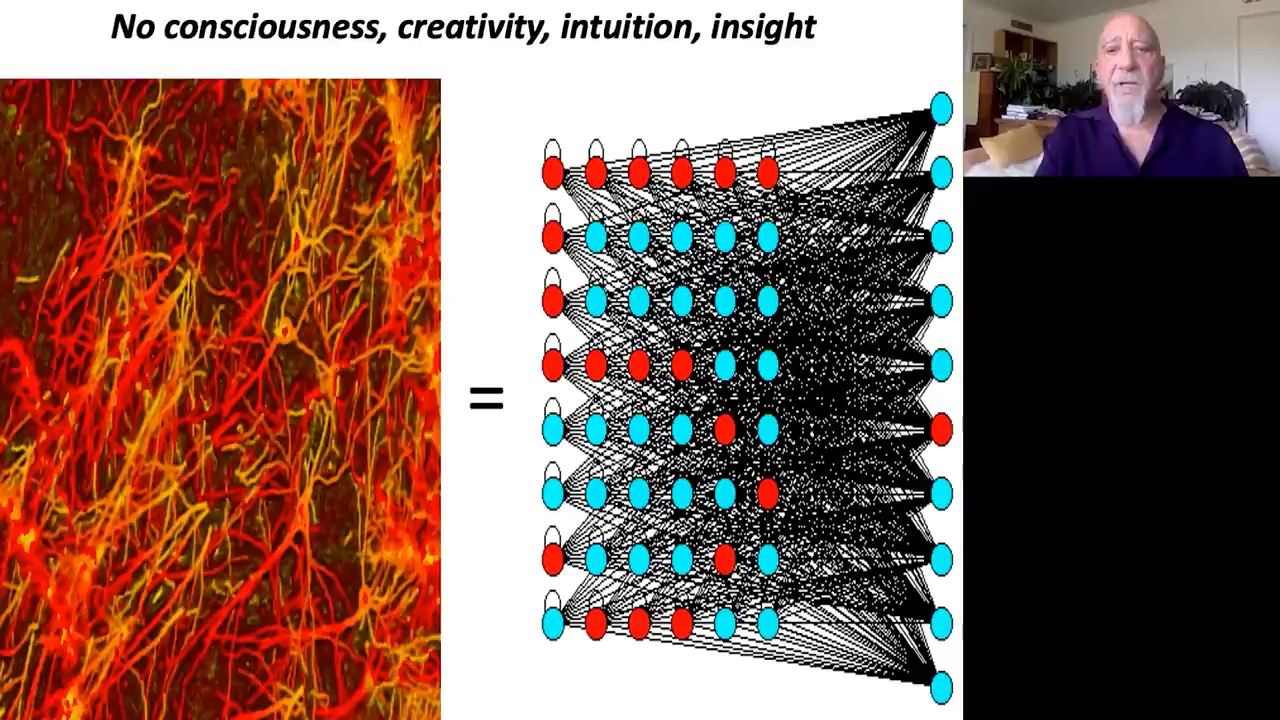 No consciousness, creativity, intuition, insight
=